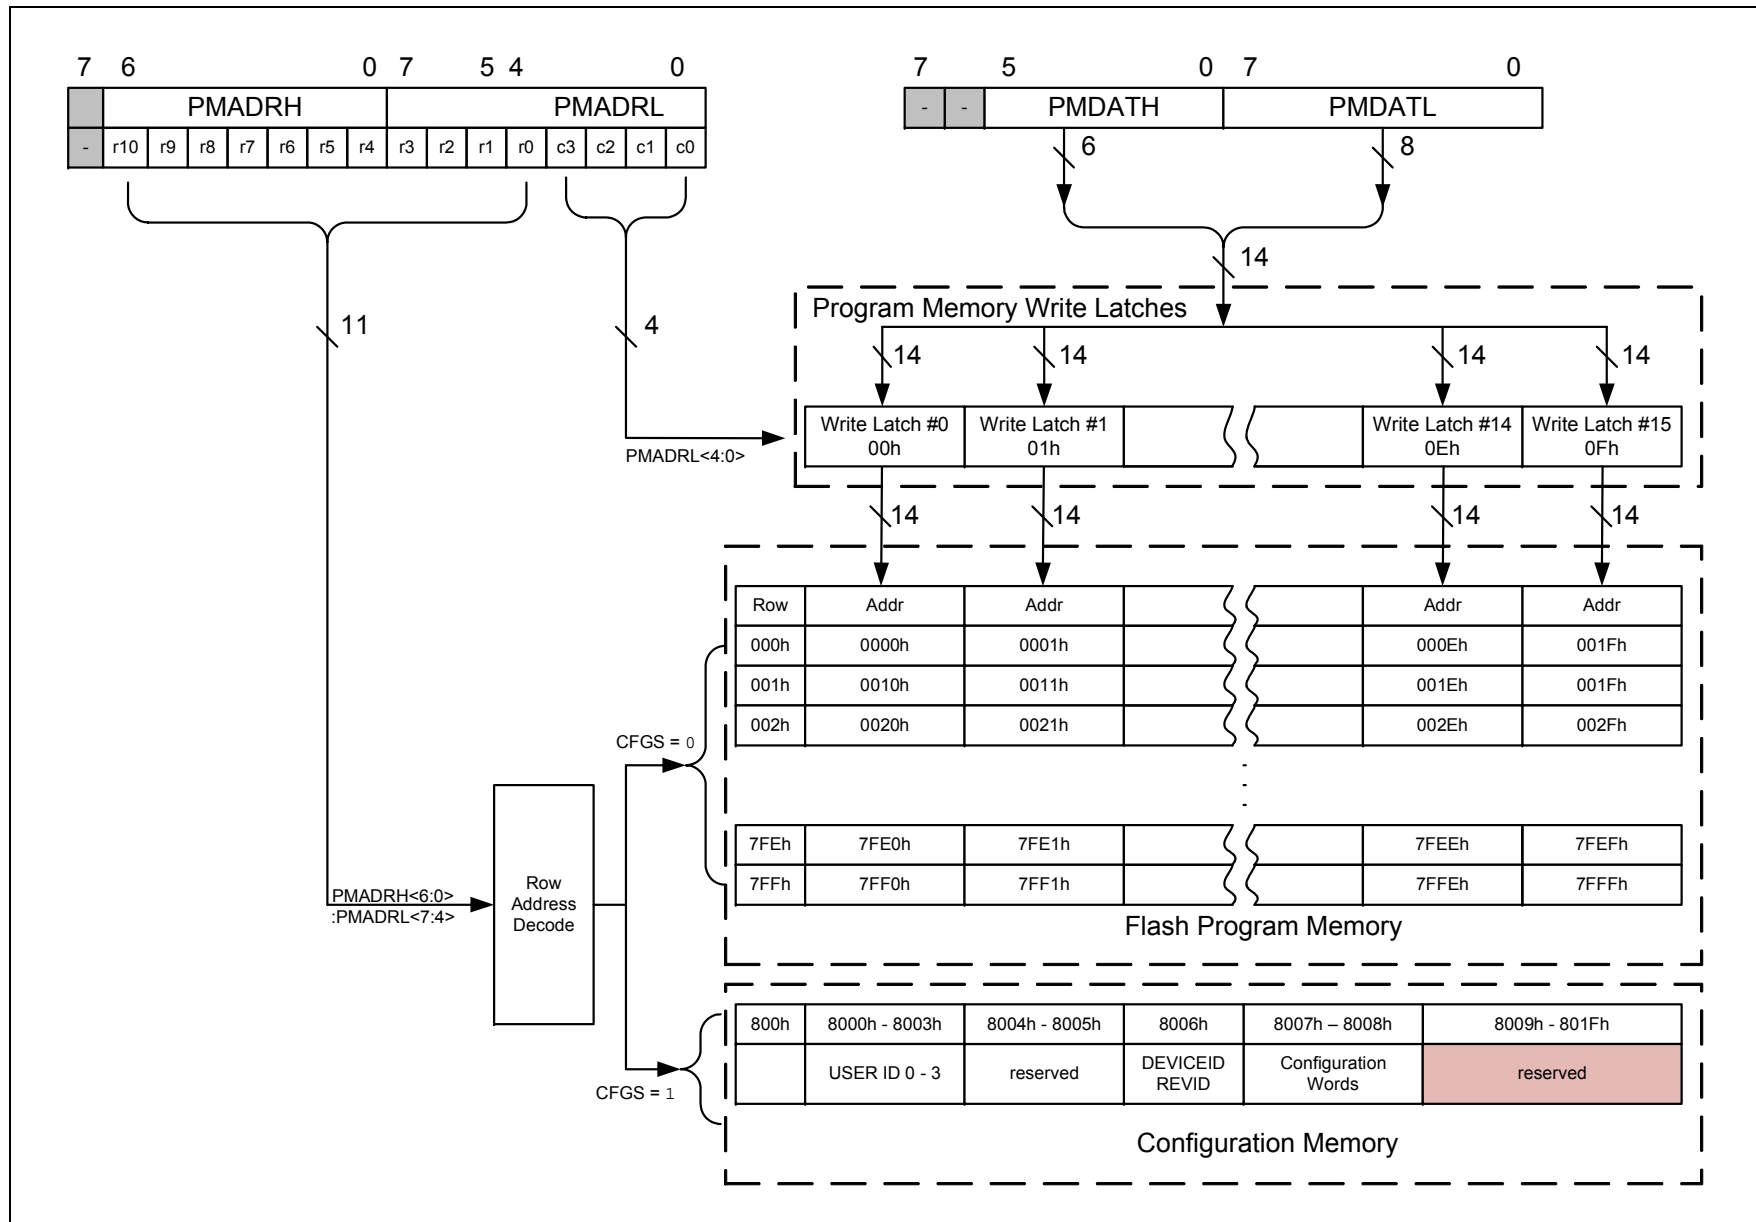 7 6 0 7 5 4 0
PMADRH PMADRL
- r10 r9 r8 r7 r6 r5 r4 r3 r2 r1 r0 c3 c2 c1 c0
7 5 0 7 0
- - PMDATH PMDATL
6 8
14
11
4
PMADRL<4:0>
Program Memory Write Latches
14 14 14 14
Write Latch #0
00h
Write Latch #1
01h
Write Latch #14
0Eh
Write Latch #15
0Fh
14 14 14 14
Row Addr Addr Addr Addr
000h 0000h 0001h 000Eh 001Fh
001h 0010h 0011h 001Eh 001Fh
002h 0020h 0021h 002Eh 002Fh
CFGS = 0
7FEh 7FE0h 7FE1h 7FEEh 7FEFh
7FFh 7FF0h 7FF1h 7FFEh 7FFFh
Flash Program Memory
PMADRH<6:0>
:PMADRL<7:4>
Row
Address
Decode
CFGS = 1
800h 8000h - 8003h 8004h - 8005h 8006h 8007h – 8008h 8009h - 801Fh
USER ID 0 - 3
reserved
DEVICEID
REVID
Configuration
Words
reserved
Configuration Memory